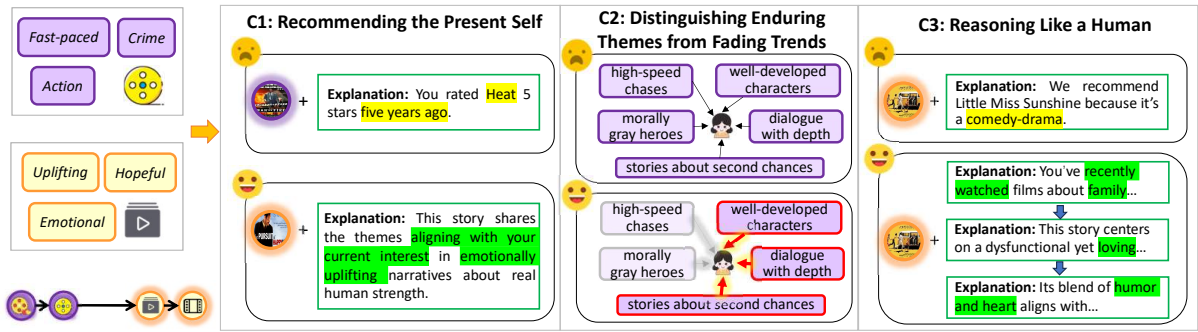 Fast-paced
Crime
Action
Uplifting
Hopeful
Emotional
C1: Recommending the Present Self
Explanation: You rated Heat 5
stars five years ago.
+
Explanation: This story shares
the themes aligning with your
current interest in emotionally
uplifting narratives about real
human strength.
+
C2: Distinguishing Enduring
Themes from Fading Trends
high-speed
chases
well-developed
characters
morally
gray heroes
dialogue
with depth
stories about second chances
high-speed
chases
well-developed
characters
morally
gray heroes
dialogue
with depth
stories about second chances
C3: Reasoning Like a Human
+
Explanation: We recommend
Little Miss Sunshine because it's
a comedy-drama.
Explanation: You've recently
watched films about family…
+
Explanation: This story centers
on a dysfunctional yet loving…
Explanation: Its blend of humor
and heart aligns with…